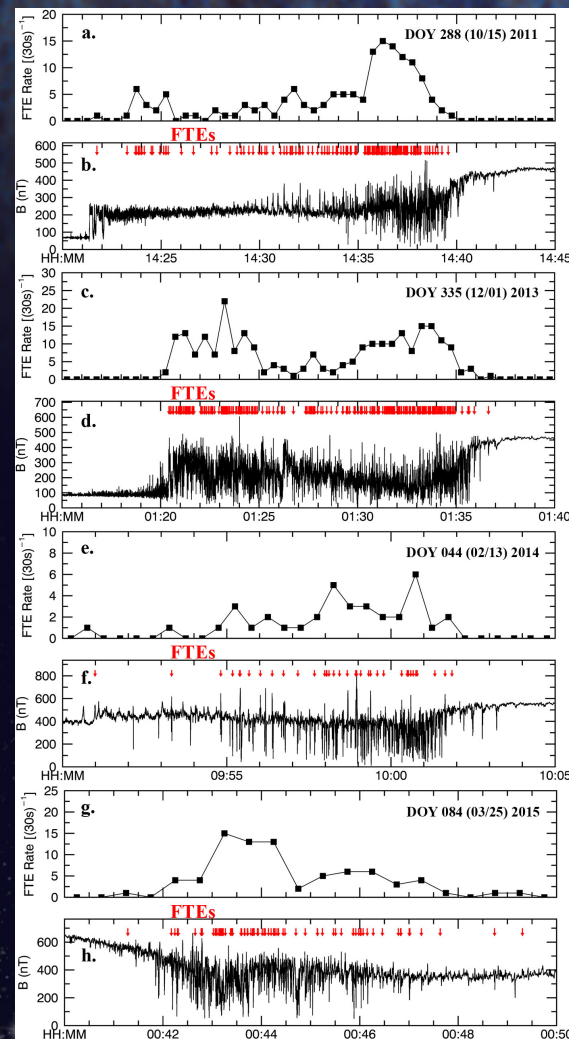 a.
DOY 288 (10/15) 2011
FTE Rate [(30s)⁻¹]
20
15
10
5
0
FTEs
b.
B (nT)
600
500
400
300
200
100
0
HH:MM 14:25 14:30 14:35 14:40 14:45
c.
DOY 335 (12/01) 2013
FTE Rate [(30s)⁻¹]
30
25
20
15
10
5
0
FTEs
d.
B (nT)
700
600
500
400
300
200
100
0
HH:MM 01:20 01:25 01:30 01:35 01:40
e.
DOY 044 (02/13) 2014
FTE Rate [(30s)⁻¹]
10
8
6
4
2
0
FTEs
f.
B (nT)
800
600
400
200
0
HH:MM 09:55 10:00 10:05
g.
DOY 084 (03/25) 2015
FTE Rate [(30s)⁻¹]
25
20
15
10
5
0
FTEs
h.
B (nT)
600
400
200
0
HH:MM 00:42 00:44 00:46 00:48 00:50